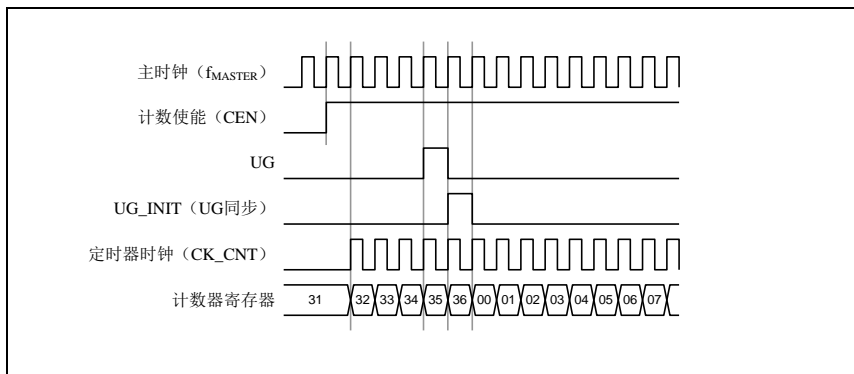 主时钟（fMASTER）
计数使能（CEN）
UG
UG_INIT（UG同步）
定时器时钟（CK_CNT）
计数器寄存器 31 32 33 34 35 36 00 01 02 03 04 05 06 07